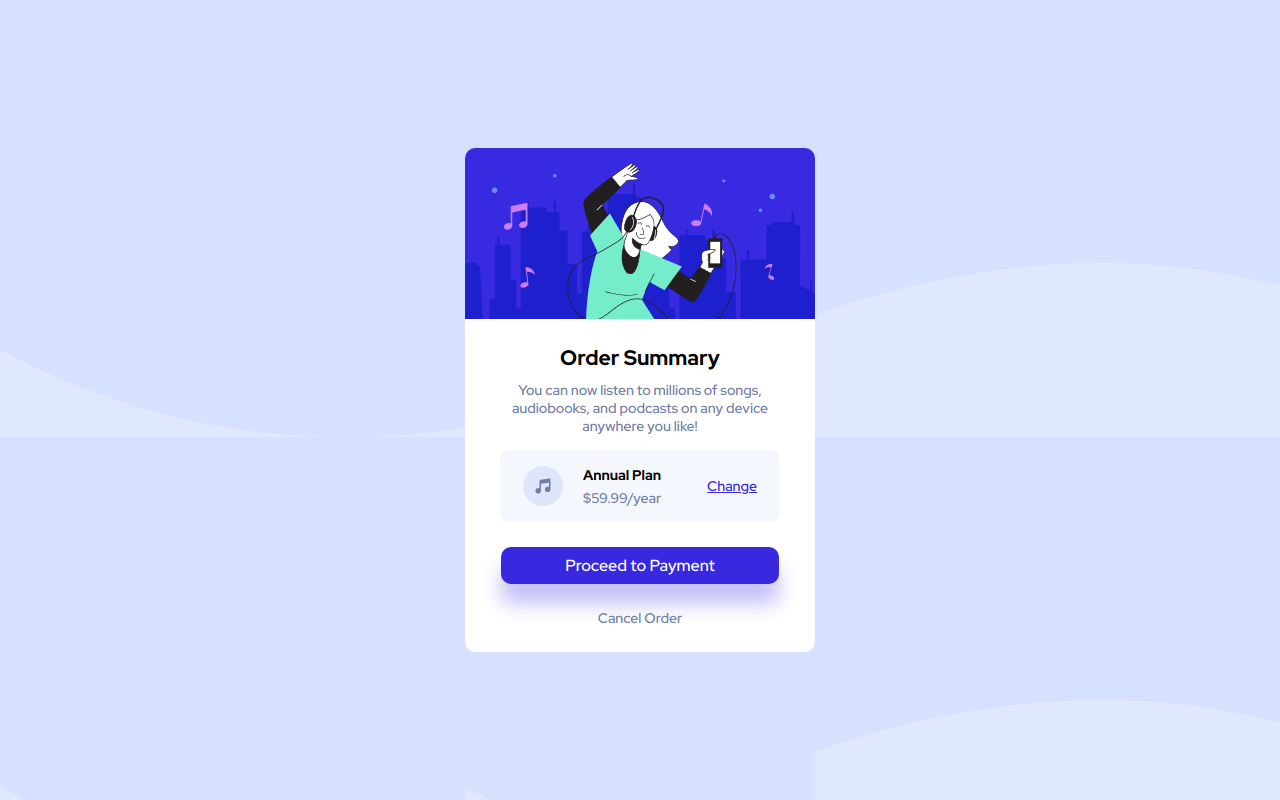 Order Summary
You can now listen to millions of songs,
audiobooks, and podcasts on any device
anywhere you like!
Annual Plan
$59.99/year
Change
Proceed to Payment
Cancel Order